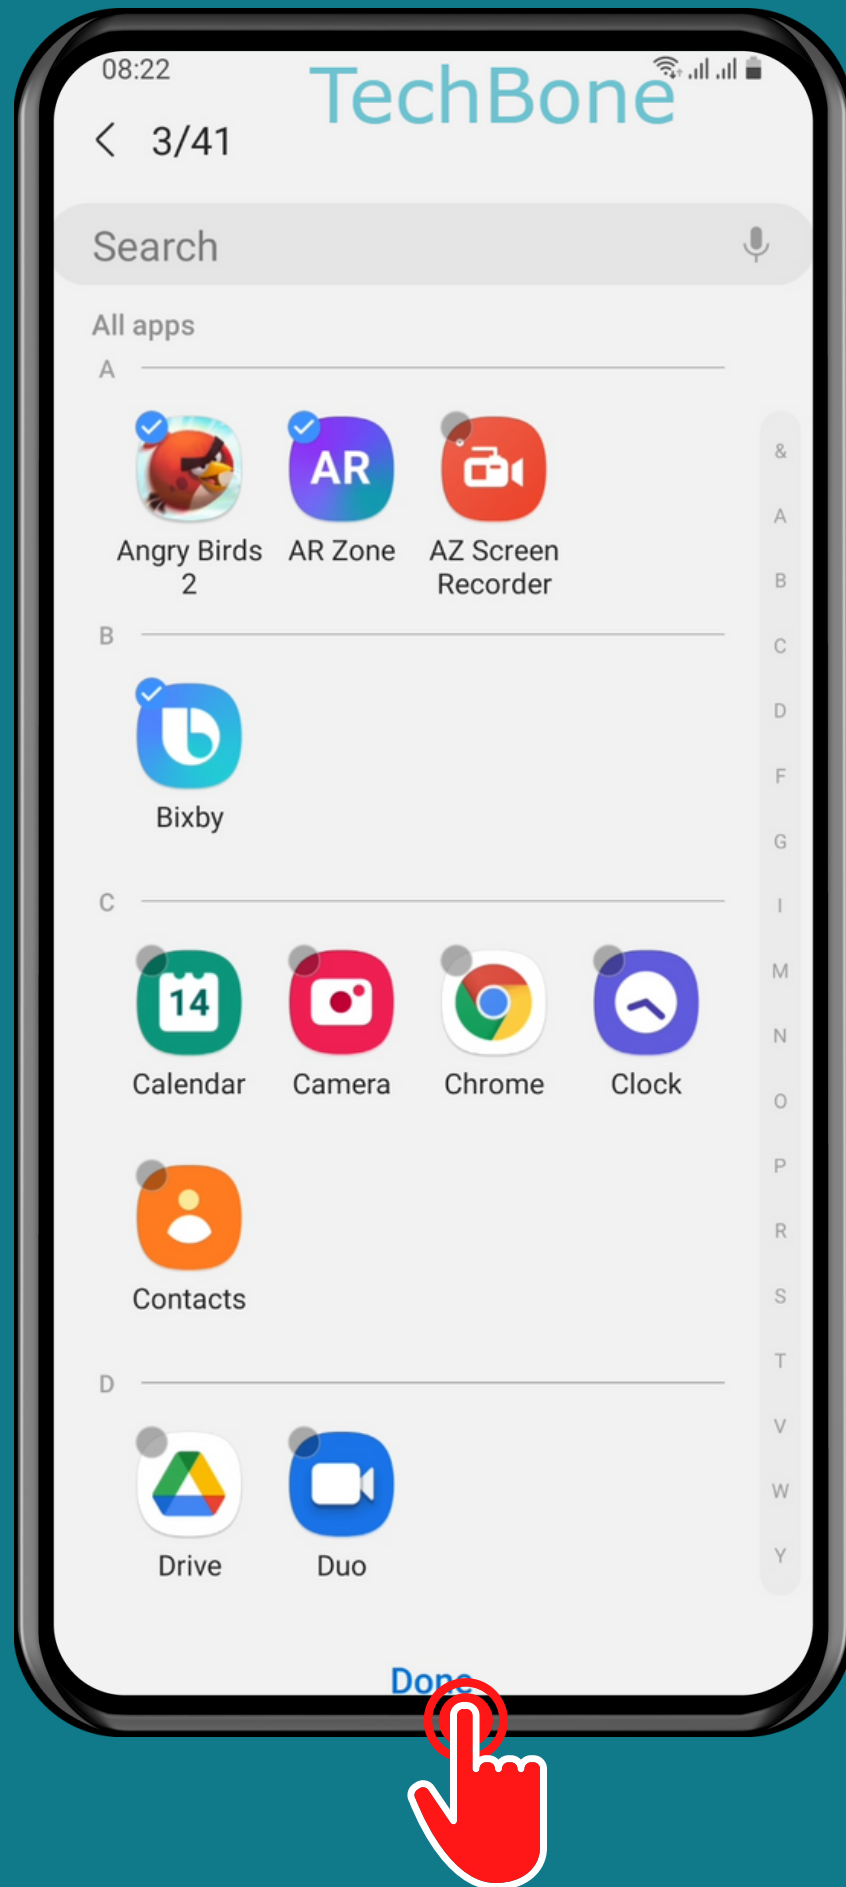 08:22
TechBone
3/41
Search
All apps
A
AR
Angry Birds 2
AR Zone
AZ Screen Recorder
B
Bixby
C
14
Calendar
Camera
Chrome
Clock
Contacts
D
Drive
Duo
&
A
B
C
D
F
G
I
M
N
O
P
R
S
T
V
W
Y
Done